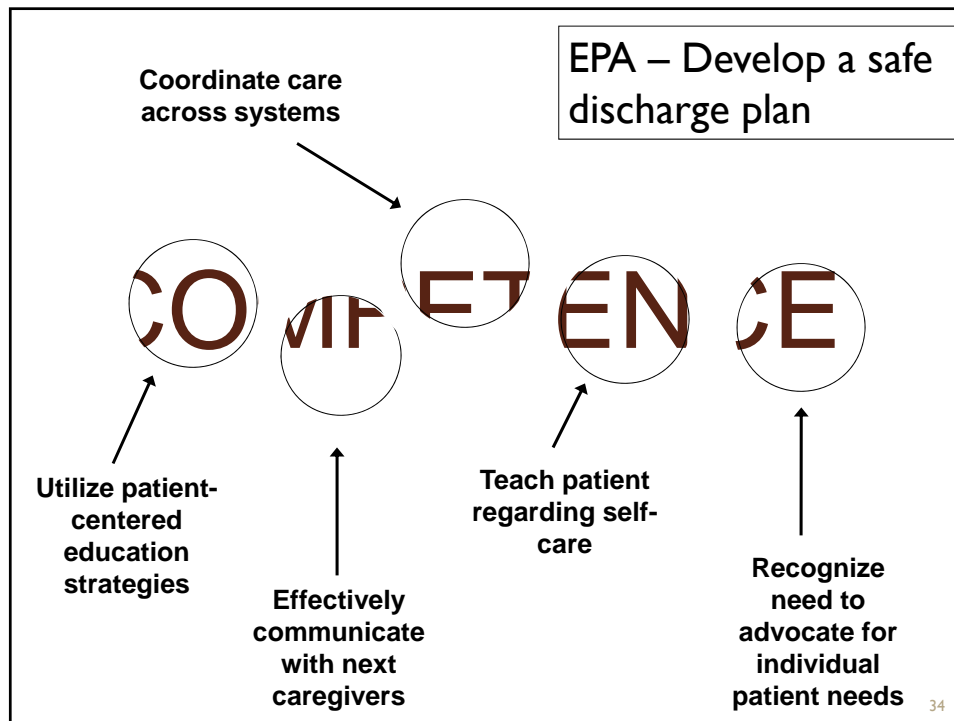 EPA – Develop a safe
discharge plan
Coordinate care
across systems
COMPETENCE
Utilize patient-
centered
education
strategies
Effectively
communicate
with next
caregivers
Teach patient
regarding self-
care
Recognize
need to
advocate for
individual
patient needs
34